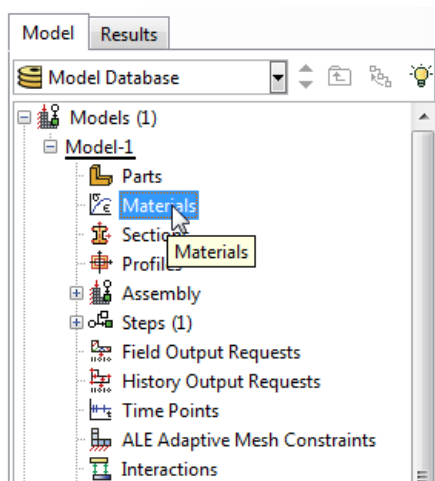 Model Results
Model Database
Models (1)
Model-1
Parts
Materials
Sections
Materials
Profiles
Assembly
Steps (1)
Field Output Requests
History Output Requests
Time Points
ALE Adaptive Mesh Constraints
Interactions